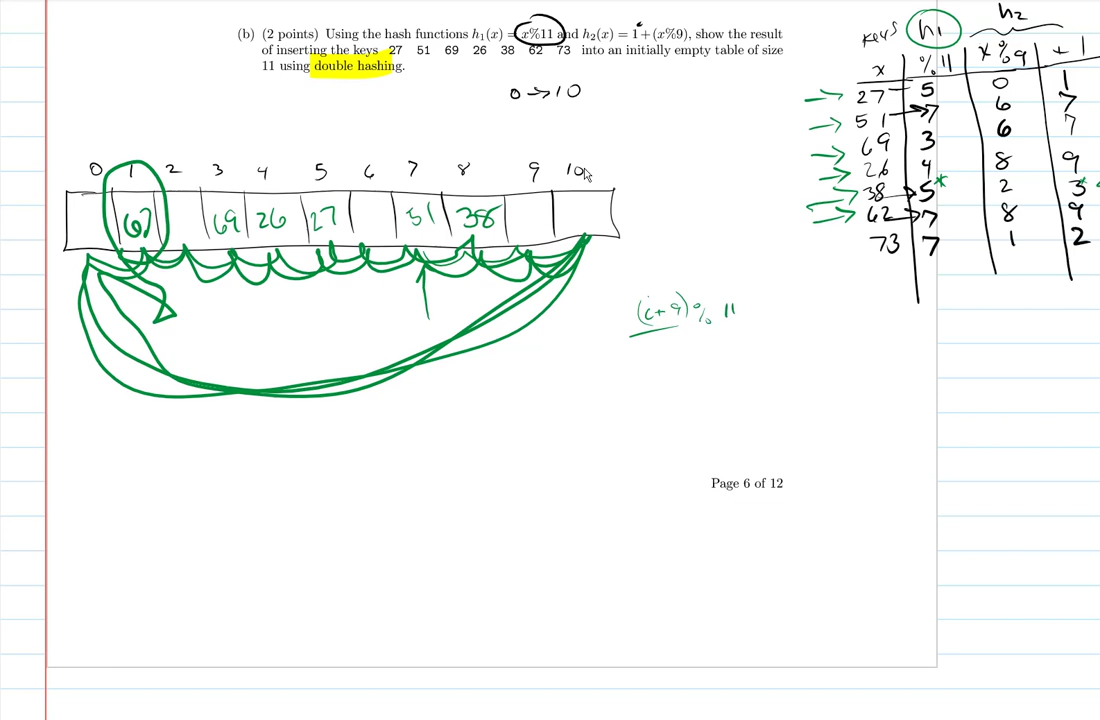 (b) (2 points) Using the hash functions h₁(x) = x%11 and h₂(x) = 1 + (x%9), show the result
of inserting the keys 27 51 69 26 38 62 73 into an initially empty table of size
11 using double hashing.
0 → 10
0 1 2 3 4 5 6 7 8 9 10
62 69 26 27 51 38
(i+9)% 11
keys h₁ h₂
x % 11 x % 9 + 1
27 5 0 1
51 7 6 7
69 3 6 7
26 4 8 9
38 5* 2 3*
62 7 8 9
73 7 1 2
Page 6 of 12